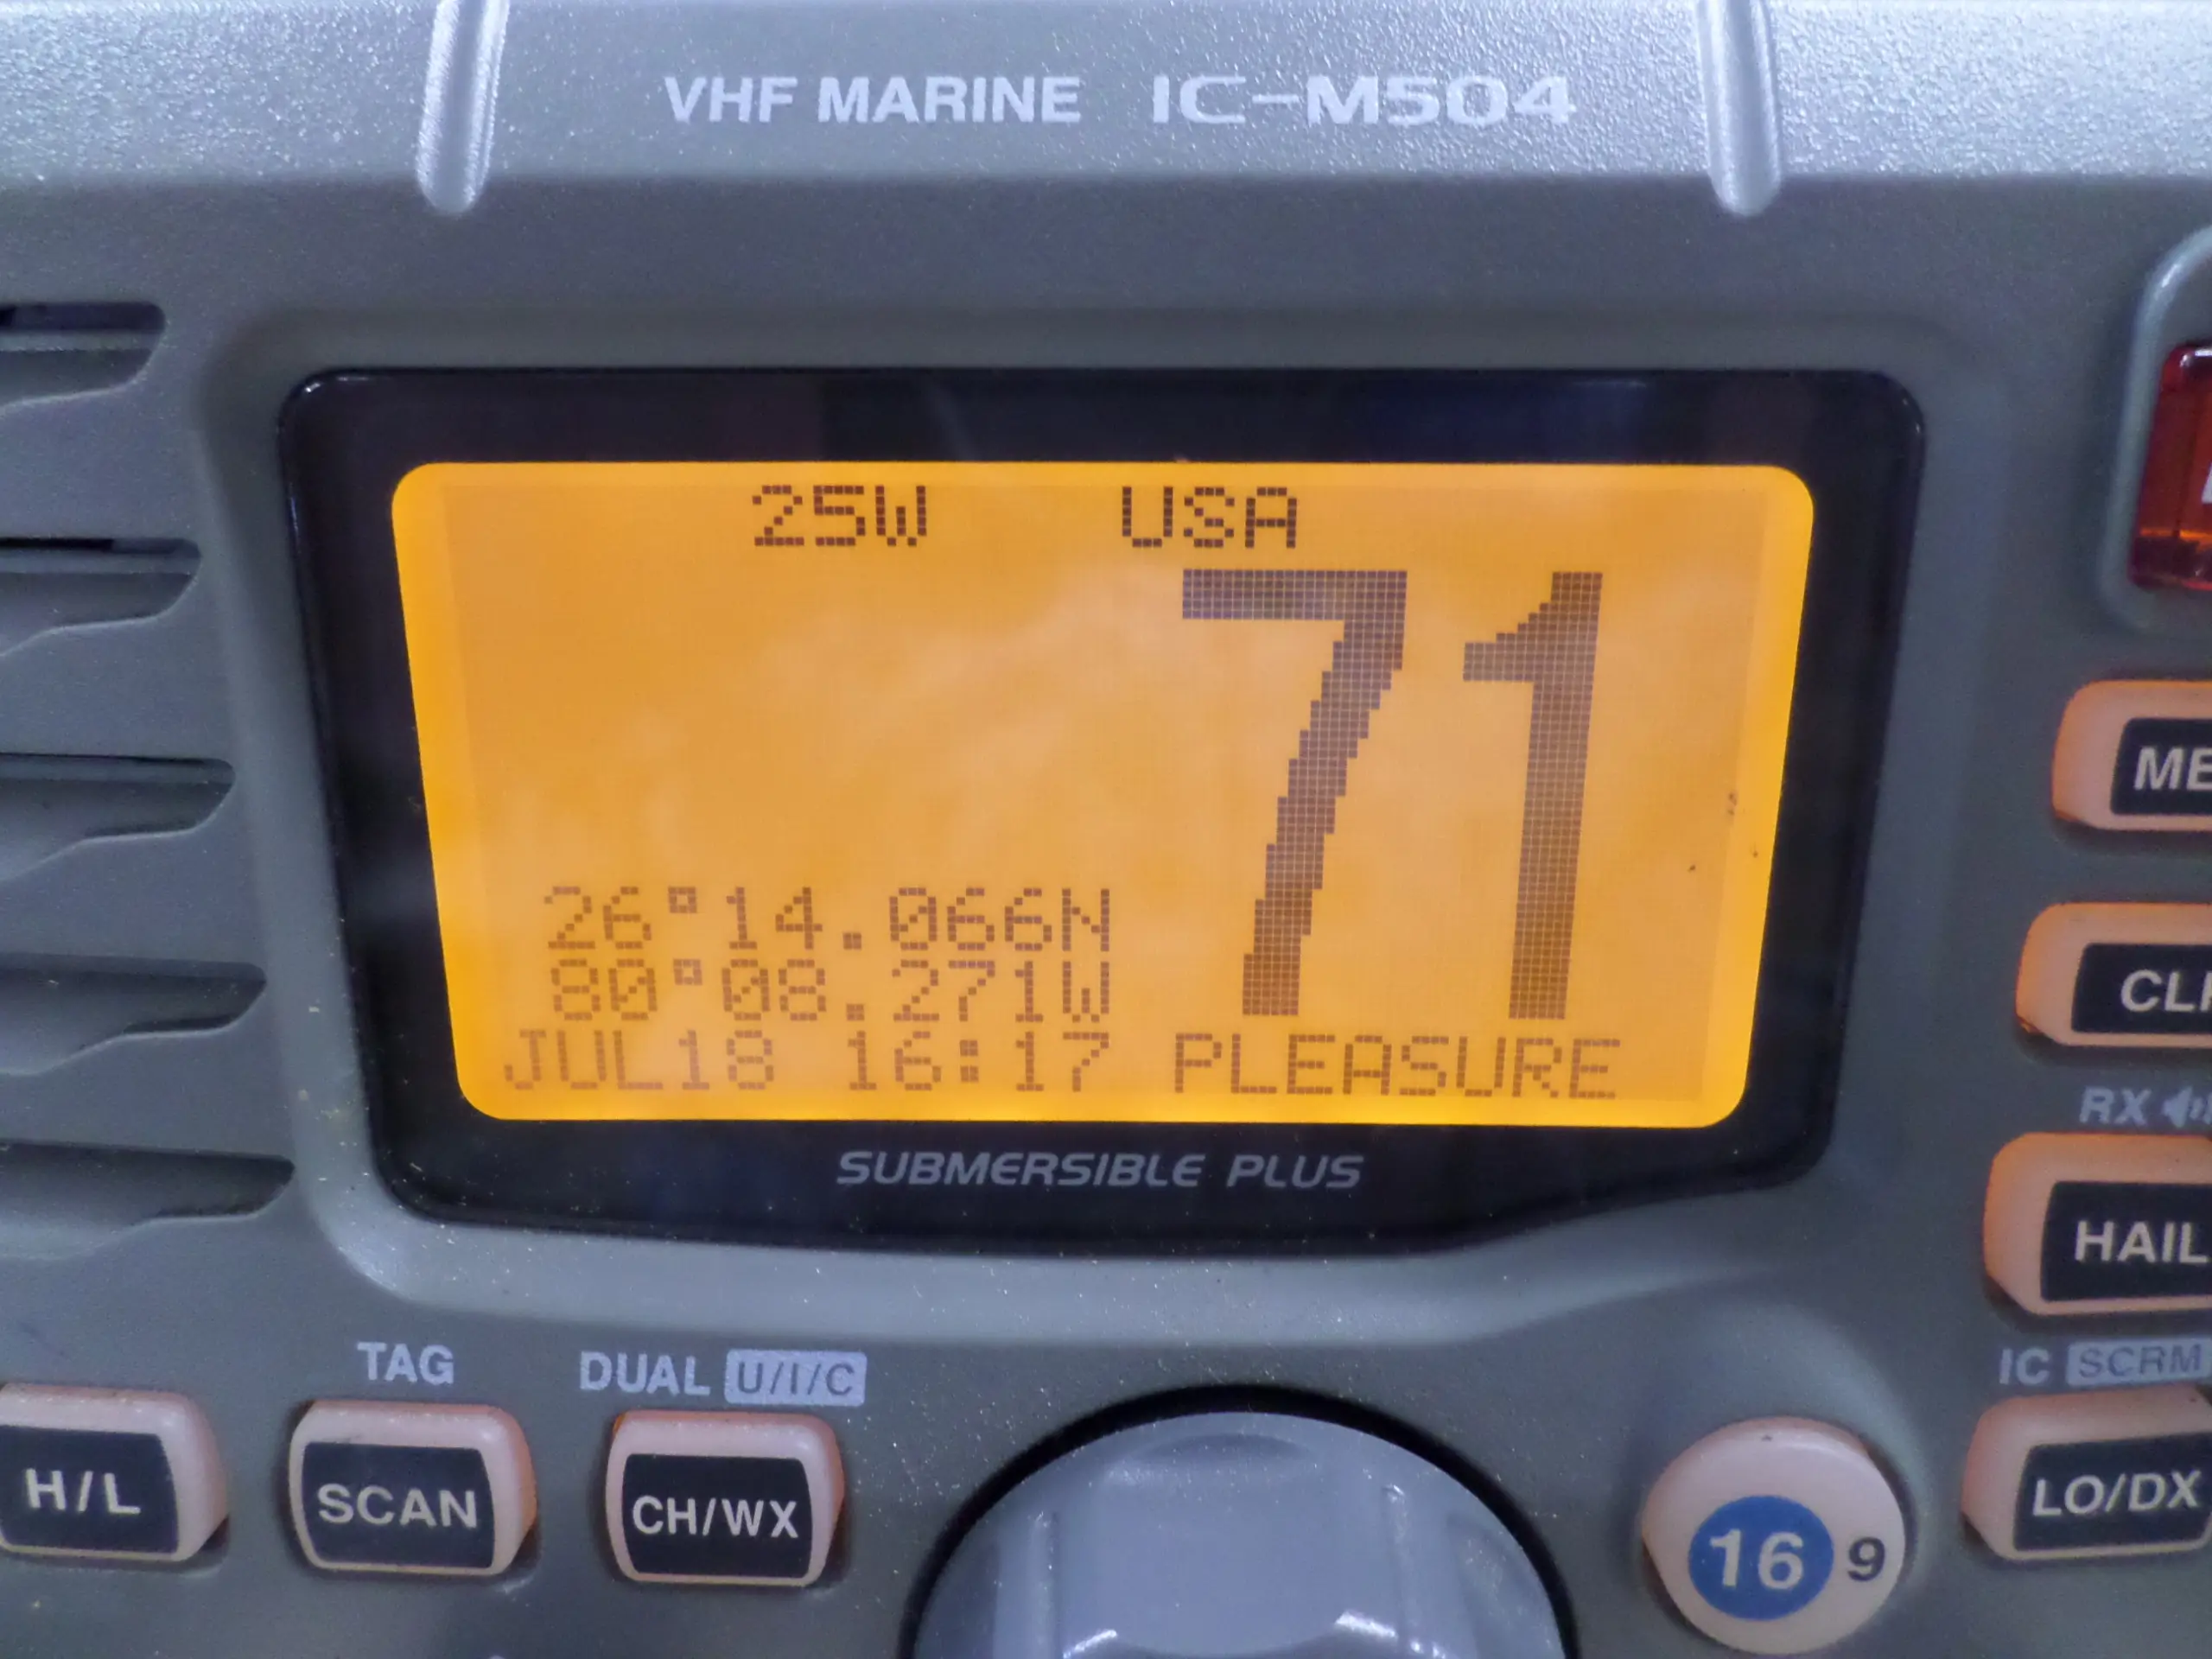 VHF MARINE IC-M504
25W USA
71
26°14.066N
80°08.271W
JUL18 16:17 PLEASURE
SUBMERSIBLE PLUS
CL
RX
HAIL
TAG
DUAL U/I/C
IC SCRM
H/L
SCAN
CH/WX
16 9
LO/DX